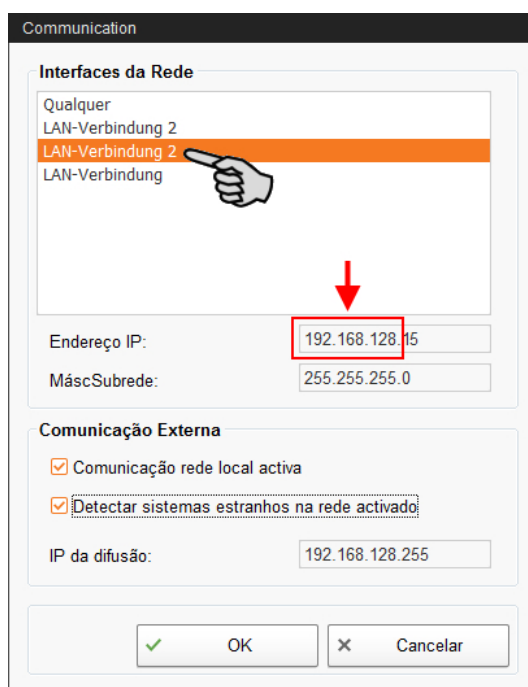 Communication
Interfaces da Rede
Qualquer
LAN-Verbindung 2
LAN-Verbindung 2
LAN-Verbindung
Endereço IP: 192.168.128.15
MáscSubrede: 255.255.255.0
Comunicação Externa
Comunicação rede local activa
Detectar sistemas estranhos na rede activado
IP da difusão: 192.168.128.255
OK Cancelar